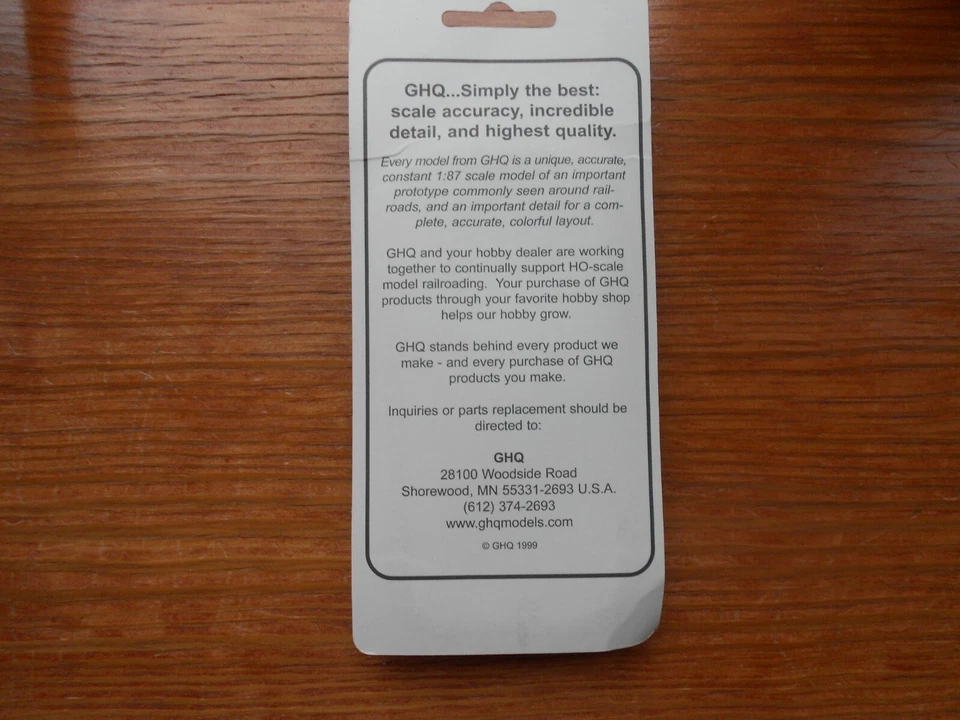 GHQ...Simply the best:
scale accuracy, incredible
detail, and highest quality.
Every model from GHQ is a unique, accurate,
constant 1:87 scale model of an important
prototype commonly seen around rail-
roads, and an important detail for a com-
plete, accurate, colorful layout.
GHQ and your hobby dealer are working
together to continually support HO-scale
model railroading. Your purchase of GHQ
products through your favorite hobby shop
helps our hobby grow.
GHQ stands behind every product we
make - and every purchase of GHQ
products you make.
Inquiries or parts replacement should be
directed to:
GHQ
28100 Woodside Road
Shorewood, MN 55331-2693 U.S.A.
(612) 374-2693
www.ghqmodels.com
© GHQ 1999